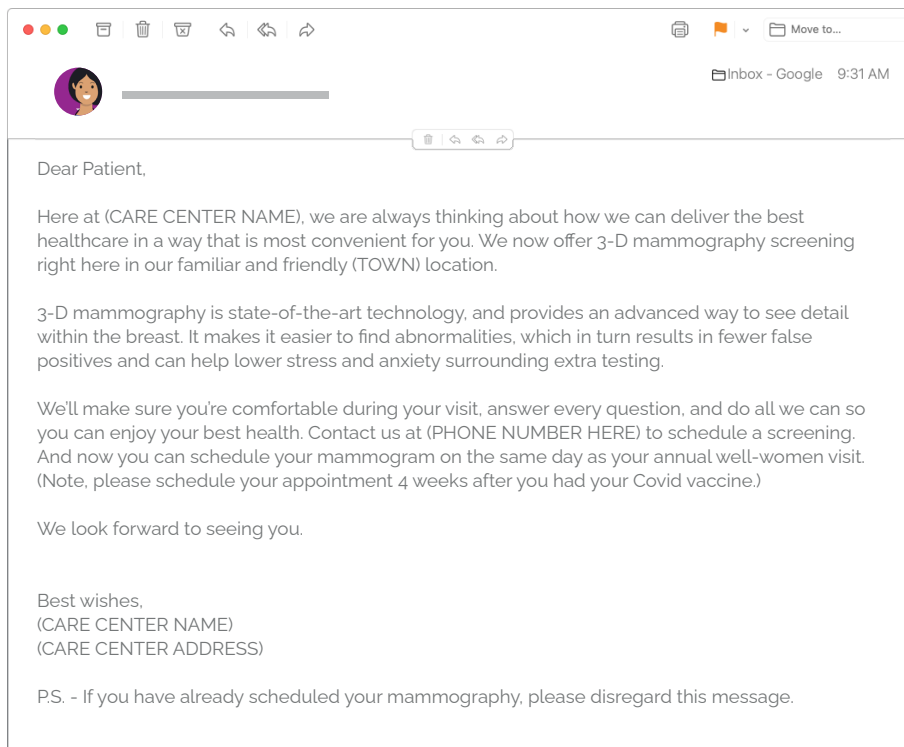 Move to...
Inbox - Google 9:31 AM
Dear Patient,
Here at (CARE CENTER NAME), we are always thinking about how we can deliver the best
healthcare in a way that is most convenient for you. We now offer 3-D mammography screening
right here in our familiar and friendly (TOWN) location.
3-D mammography is state-of-the-art technology, and provides an advanced way to see detail
within the breast. It makes it easier to find abnormalities, which in turn results in fewer false
positives and can help lower stress and anxiety surrounding extra testing.
We'll make sure you're comfortable during your visit, answer every question, and do all we can so
you can enjoy your best health. Contact us at (PHONE NUMBER HERE) to schedule a screening.
And now you can schedule your mammogram on the same day as your annual well-women visit.
(Note, please schedule your appointment 4 weeks after you had your Covid vaccine.)
We look forward to seeing you.
Best wishes,
(CARE CENTER NAME)
(CARE CENTER ADDRESS)
P.S. - If you have already scheduled your mammography, please disregard this message.